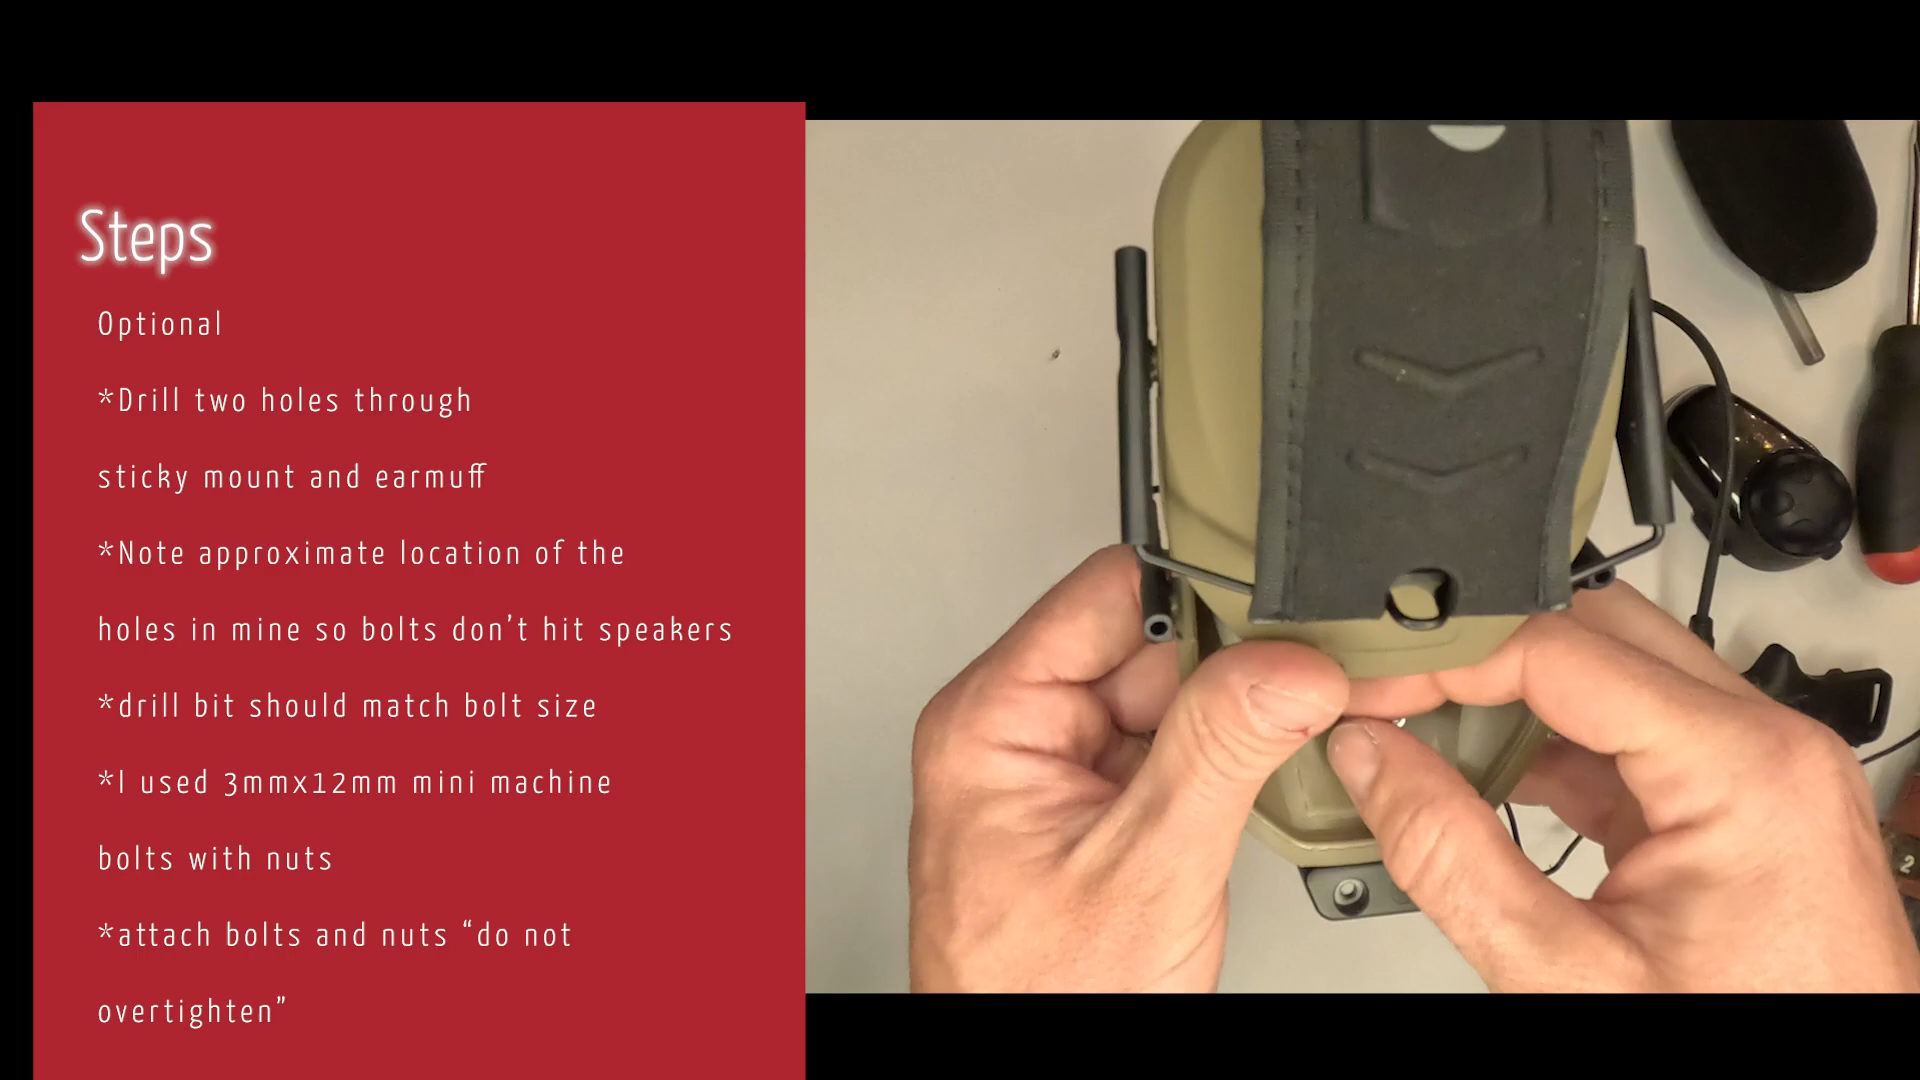 Steps
Optional
*Drill two holes through
sticky mount and earmuff
*Note approximate location of the
holes in mine so bolts don’t hit speakers
*drill bit should match bolt size
*I used 3mmx12mm mini machine
bolts with nuts
*attach bolts and nuts “do not
overtighten”
2